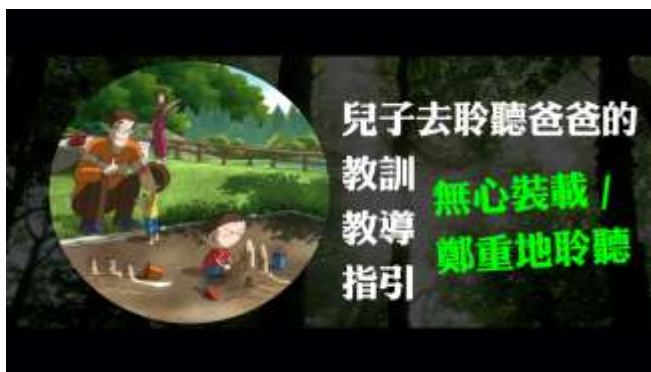 兒子去聆聽爸爸的
教訓
教導
指引
無心裝載 /
鄭重地聆聽